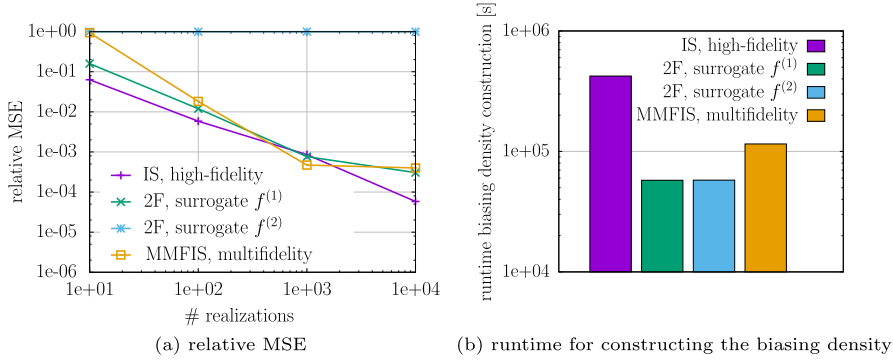 1e+00
1e-01
1e-02
1e-03
1e-04
1e-05
1e-06
relative MSE
IS, high-fidelity
2F, surrogate f^(1)
2F, surrogate f^(2)
MMFIS, multifidelity
1e+01 1e+02 1e+03 1e+04
# realizations
(a) relative MSE
1e+06
1e+05
1e+04
runtime biasing density construction [s]
IS, high-fidelity
2F, surrogate f^(1)
2F, surrogate f^(2)
MMFIS, multifidelity
(b) runtime for constructing the biasing density